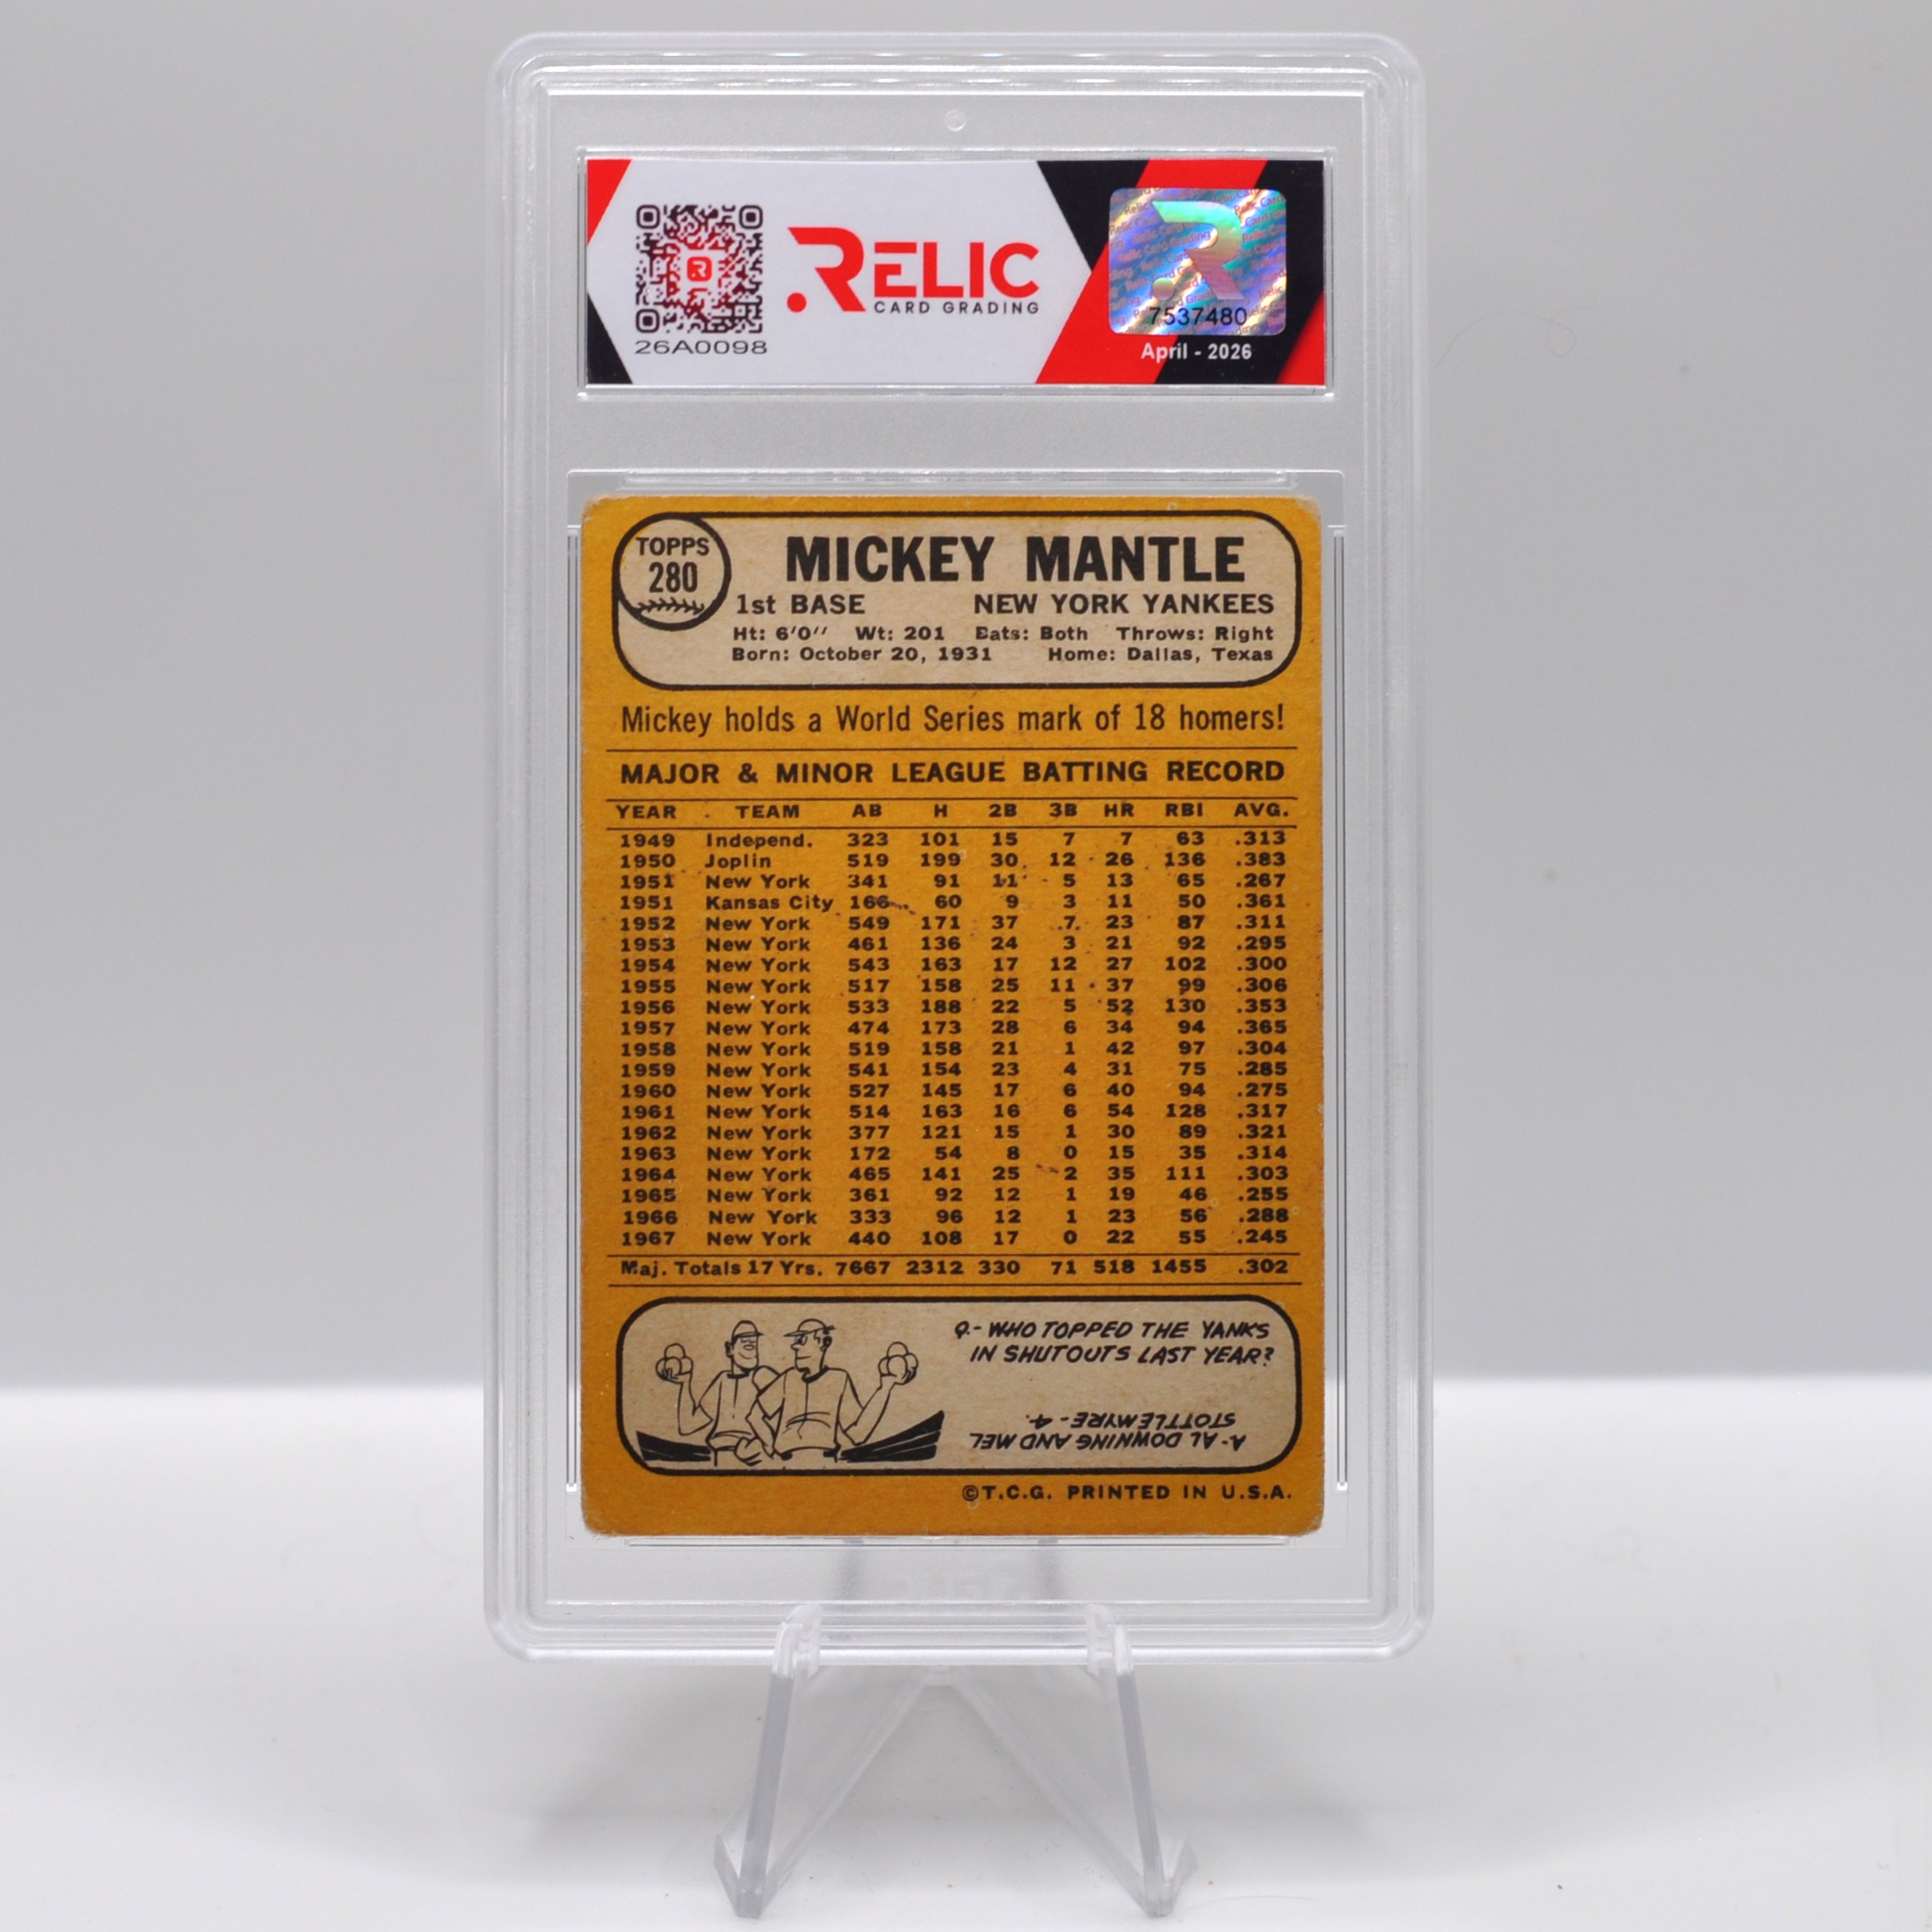 RELIC
CARD GRADING
26A0098
7537480
April - 2026
TOPPS
280
MICKEY MANTLE
1st BASE NEW YORK YANKEES
Ht: 6'0" Wt: 201 Bats: Both Throws: Right
Born: October 20, 1931 Home: Dallas, Texas
Mickey holds a World Series mark of 18 homers!
MAJOR & MINOR LEAGUE BATTING RECORD
YEAR TEAM AB H 2B 3B HR RBI AVG.
1949 Independ. 323 101 15 7 7 63 .313
1950 Joplin 519 199 30 12 26 136 .383
1951 New York 341 91 11 5 13 65 .267
1951 Kansas City 166 60 9 3 11 50 .361
1952 New York 549 171 37 7 23 87 .311
1953 New York 461 136 24 3 21 92 .295
1954 New York 543 163 17 12 27 102 .300
1955 New York 517 158 25 11 37 99 .306
1956 New York 533 188 22 5 52 130 .353
1957 New York 474 173 28 6 34 94 .365
1958 New York 519 158 21 1 42 97 .304
1959 New York 541 154 23 4 31 75 .285
1960 New York 527 145 17 6 40 94 .275
1961 New York 514 163 16 6 54 128 .317
1962 New York 377 121 15 1 30 89 .321
1963 New York 172 54 8 0 15 35 .314
1964 New York 465 141 25 2 35 111 .303
1965 New York 361 92 12 1 19 46 .255
1966 New York 333 96 12 1 23 56 .288
1967 New York 440 108 17 0 22 55 .245
Maj. Totals 17 Yrs. 7667 2312 330 71 518 1455 .302
Q.- WHO TOPPED THE YANKS
IN SHUTOUTS LAST YEAR?
A.- AL DOWNING AND MEL
STOTTLEMYRE - 4.
©T.C.G. PRINTED IN U.S.A.